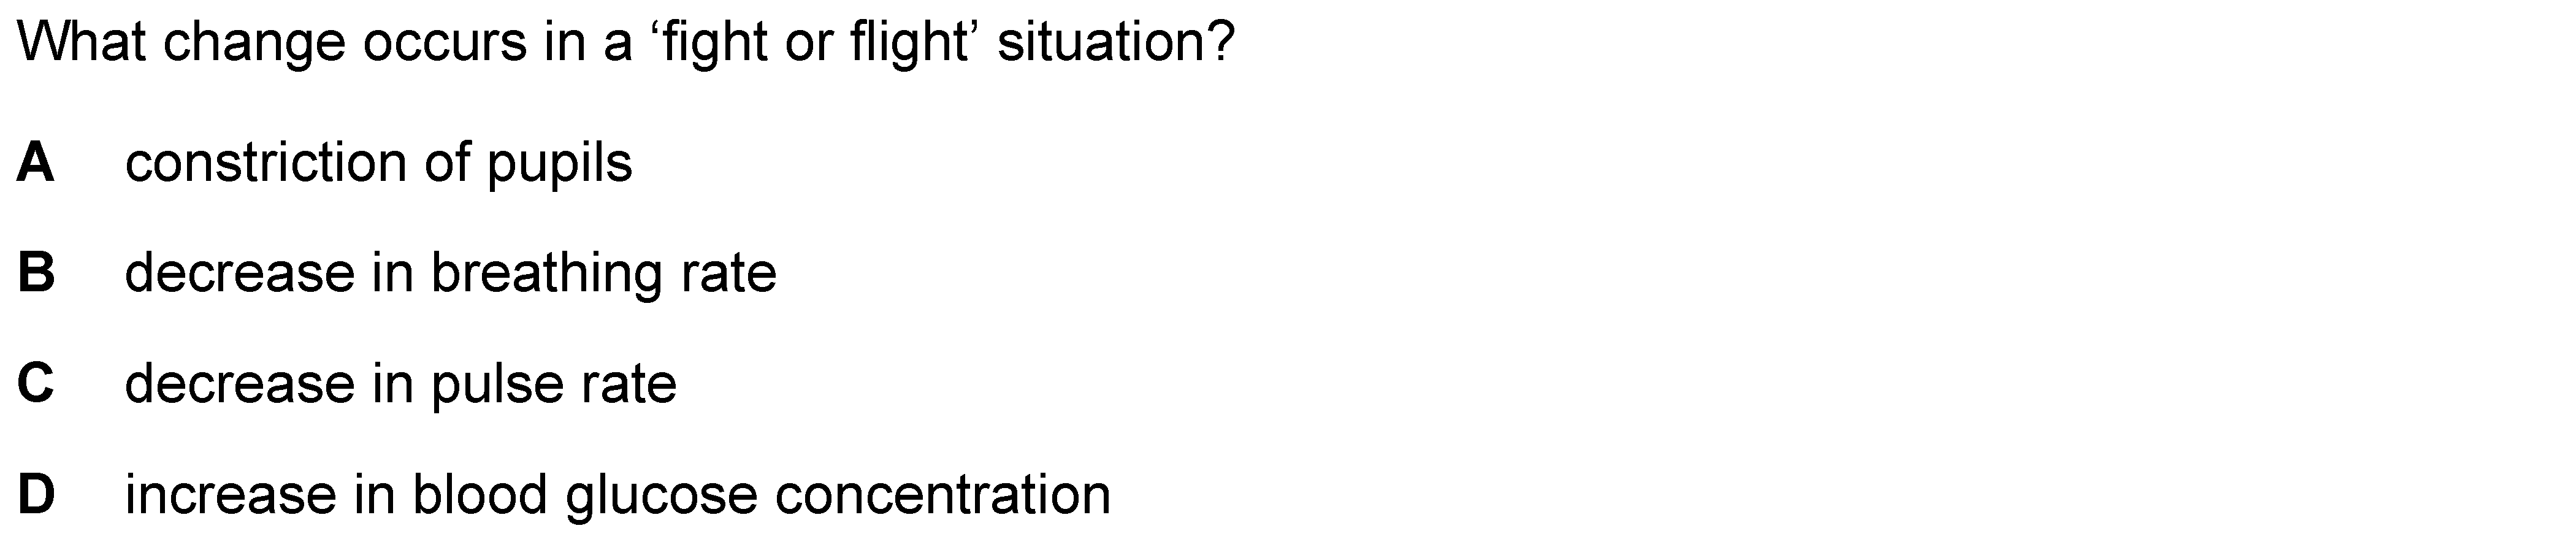 What change occurs in a ‘fight or flight’ situation?
A constriction of pupils
B decrease in breathing rate
C decrease in pulse rate
D increase in blood glucose concentration